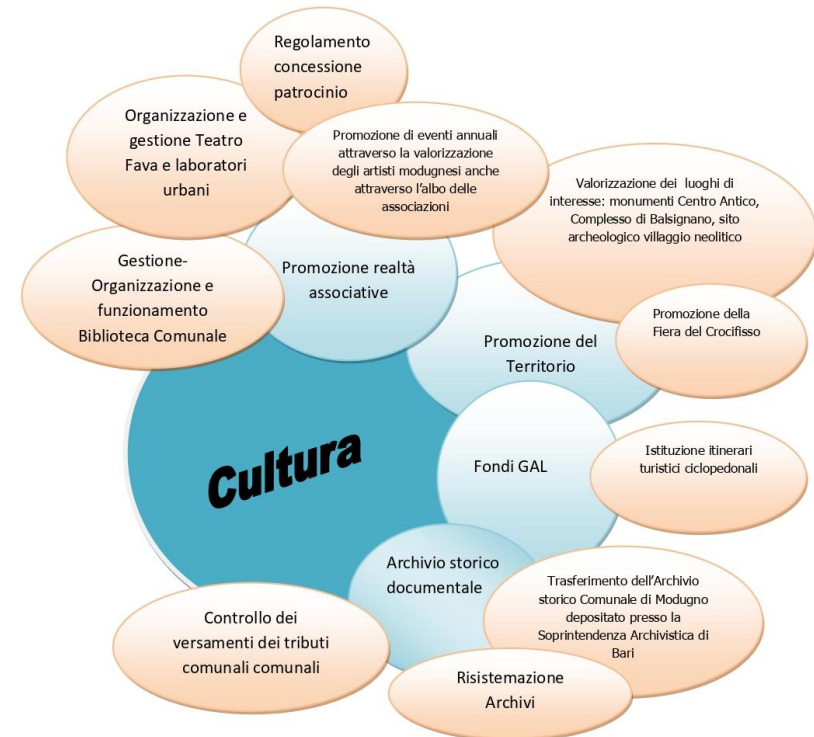 Regolamento
concessione
patrocinio
Organizzazione e
gestione Teatro
Fava e laboratori
urbani
Promozione di eventi annuali
attraverso la valorizzazione
degli artisti modugnesi anche
attraverso l'albo delle
associazioni
Valorizzazione dei luoghi di
interesse: monumenti Centro Antico,
Complesso di Balsignano, sito
archeologico villaggio neolitico
Gestione-
Organizzazione e
funzionamento
Biblioteca Comunale
Promozione realtà
associative
Promozione del
Territorio
Promozione della
Fiera del Crocifisso
Cultura
Fondi GAL
Istituzione itinerari
turistici ciclopedonali
Archivio storico
documentale
Trasferimento dell'Archivio
storico Comunale di Modugno
depositato presso la
Soprintendenza Archivistica di
Bari
Controllo dei
versamenti dei tributi
comunali comunali
Risistemazione
Archivi